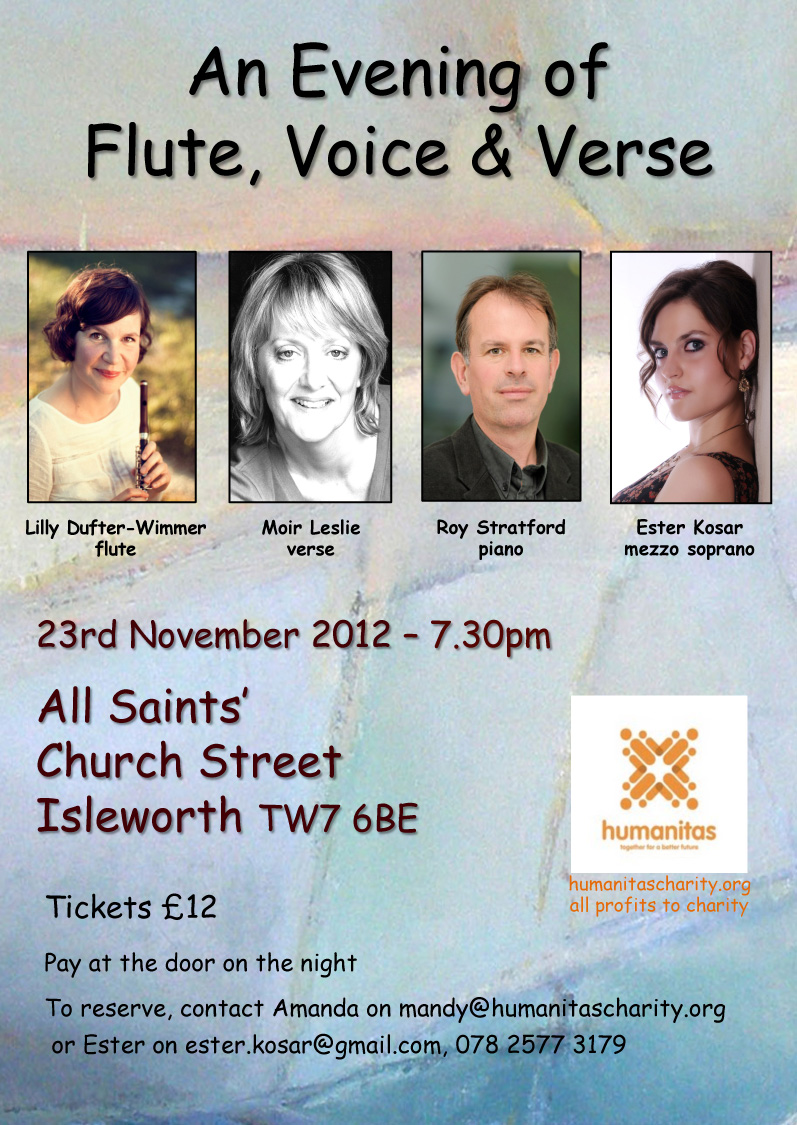 An Evening of
Flute, Voice & Verse
Lilly Dufter-Wimmer
flute
Moir Leslie
verse
Roy Stratford
piano
Ester Kosar
mezzo soprano
23rd November 2012 – 7.30pm
All Saints’
Church Street
Isleworth TW7 6BE
humanitas
together for a better future
humanitascharity.org
all profits to charity
Tickets £12
Pay at the door on the night
To reserve, contact Amanda on mandy@humanitascharity.org
or Ester on ester.kosar@gmail.com, 078 2577 3179